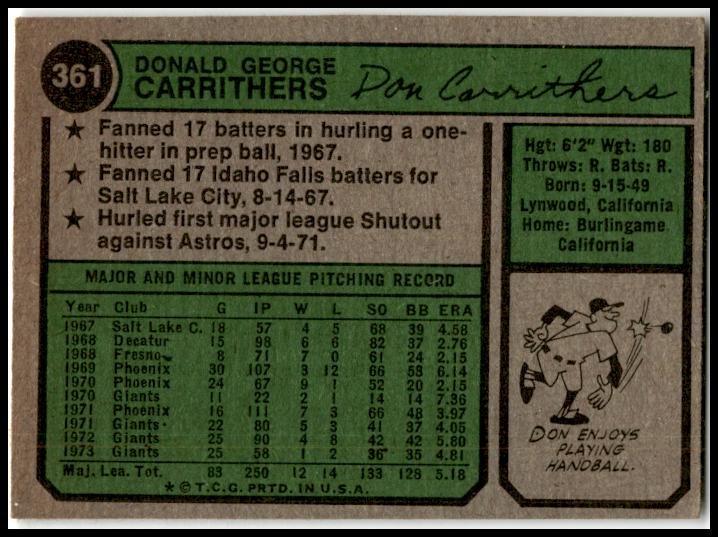 361
DONALD GEORGE
CARRITHERS
Don Carrithers
★ Fanned 17 batters in hurling a one-
hitter in prep ball, 1967.
★ Fanned 17 Idaho Falls batters for
Salt Lake City, 8-14-67.
★ Hurled first major league Shutout
against Astros, 9-4-71.
Hgt: 6'2" Wgt: 180
Throws: R. Bats: R.
Born: 9-15-49
Lynwood, California
Home: Burlingame
California
MAJOR AND MINOR LEAGUE PITCHING RECORD
Year Club G IP W L SO BB ERA
1967 Salt Lake C. 18 57 4 5 68 39 4.58
1968 Decatur 15 98 6 6 82 37 2.76
1968 Fresno 8 71 7 0 61 24 2.15
1969 Phoenix 30 107 3 12 66 58 6.14
1970 Phoenix 24 67 9 1 52 20 2.15
1970 Giants 11 22 2 1 14 14 7.36
1971 Phoenix 16 111 7 3 66 48 3.97
1971 Giants 22 80 5 3 41 37 4.05
1972 Giants 25 90 4 8 42 42 5.80
1973 Giants 25 58 1 2 36 35 4.81
Maj. Lea. Tot. 83 250 12 14 133 128 5.18
* © T.C.G. PRTD. IN U.S.A.
DON ENJOYS
PLAYING
HANDBALL.